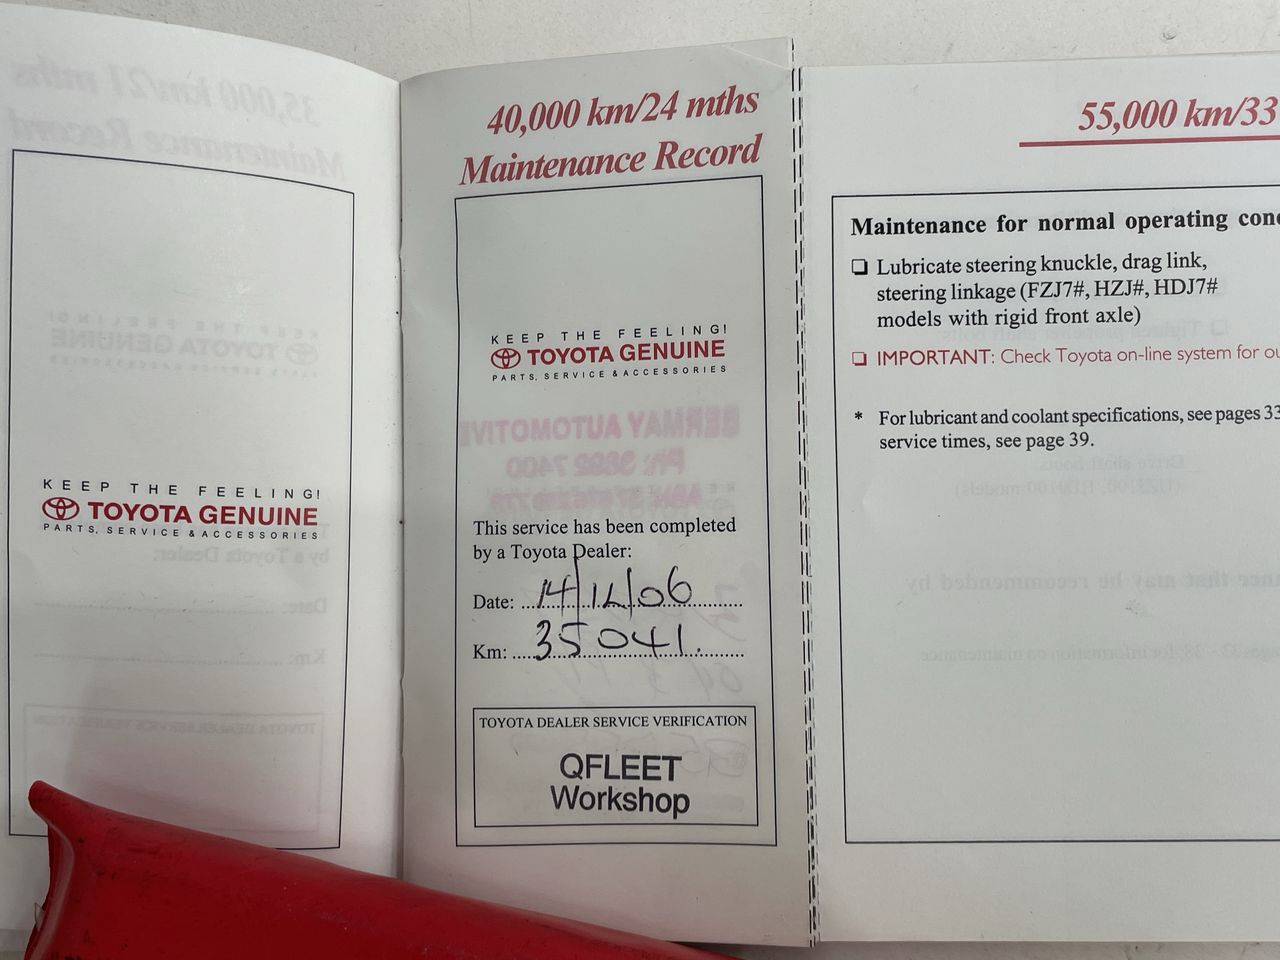 KEEP THE FEELING!
TOYOTA GENUINE
PARTS, SERVICE & ACCESSORIES
40,000 km/24 mths
Maintenance Record
KEEP THE FEELING!
TOYOTA GENUINE
PARTS, SERVICE & ACCESSORIES
This service has been completed
by a Toyota Dealer:
Date: 14/12/06
Km: 35041.
TOYOTA DEALER SERVICE VERIFICATION
QFLEET
Workshop
55,000 km/33
Maintenance for normal operating
Lubricate steering knuckle, drag link,
steering linkage (FZJ7#, HZJ#, HDJ7#
models with rigid front axle)
IMPORTANT: Check Toyota on-line system for
* For lubricant and coolant specifications, see pages 33
service times, see page 39.